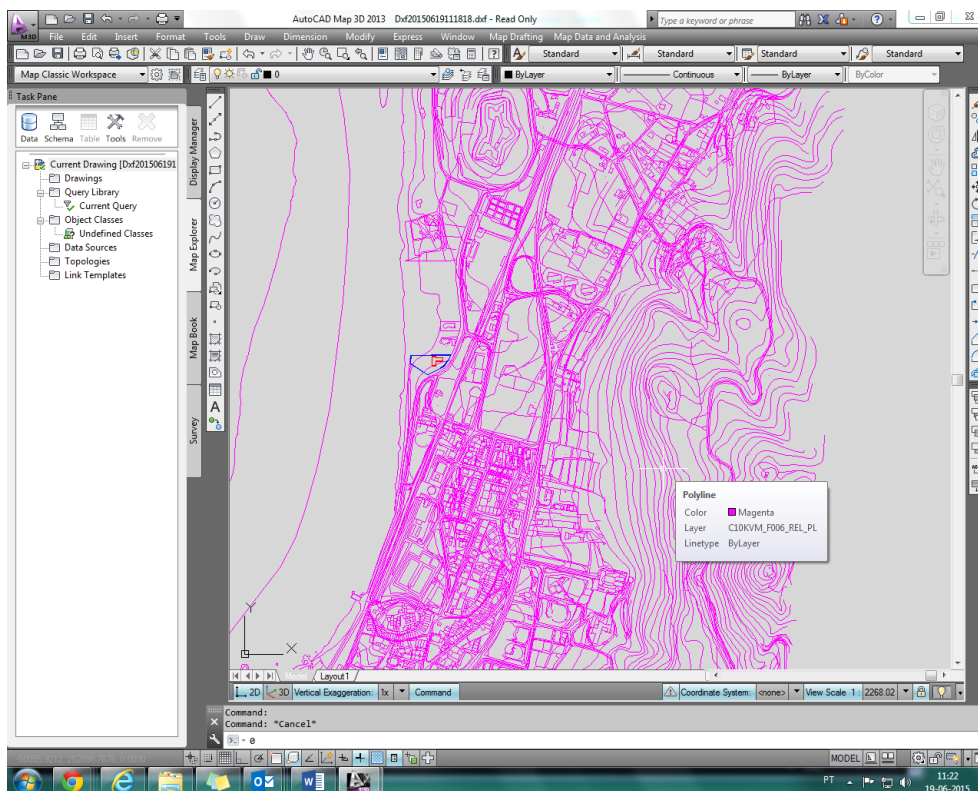 AutoCAD Map 3D 2013 Dxf20150619111818.dxf - Read Only
Type a keyword or phrase
M3D
File Edit Insert Format Tools Draw Dimension Modify Express Window Map Drafting Map Data and Analysis
Standard Standard Standard Standard
Map Classic Workspace 0 ByLayer Continuous ByLayer ByColor
Task Pane
Data Schema Table Tools Remove
Display Manager
Map Explorer
Map Book
Survey
Current Drawing [Dxf201506191
Drawings
Query Library
Current Query
Object Classes
Undefined Classes
Data Sources
Topologies
Link Templates
A
Polyline
Color Magenta
Layer C10KVM_F006_REL_PL
Linetype ByLayer
Y
X
Model Layout1
2D 3D Vertical Exaggeration: 1x Command Coordinate System: <none> View Scale 1 : 2268.02
Command:
Command: *Cancel*
0
MODEL
PT 11:22
19-06-2015